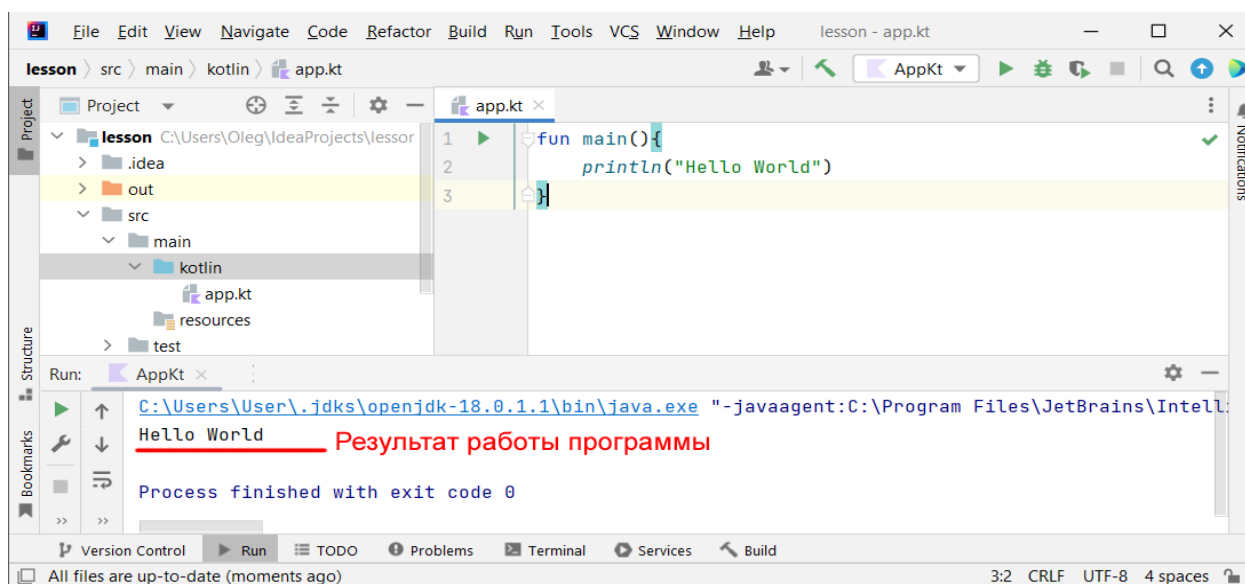 File Edit View Navigate Code Refactor Build Run Tools VCS Window Help lesson - app.kt
lesson src main kotlin app.kt AppKt
Project
Project
lesson C:\Users\Oleg\IdeaProjects\lessor
.idea
out
src
main
kotlin
app.kt
resources
test
app.kt
1 fun main(){
2 println("Hello World")
3 }
Notifications
Structure
Bookmarks
Run: AppKt
C:\Users\User\.jdks\openjdk-18.0.1.1\bin\java.exe "-javaagent:C:\Program Files\JetBrains\Intell
Hello World
Результат работы программы
Process finished with exit code 0
Version Control Run TODO Problems Terminal Services Build
All files are up-to-date (moments ago) 3:2 CRLF UTF-8 4 spaces